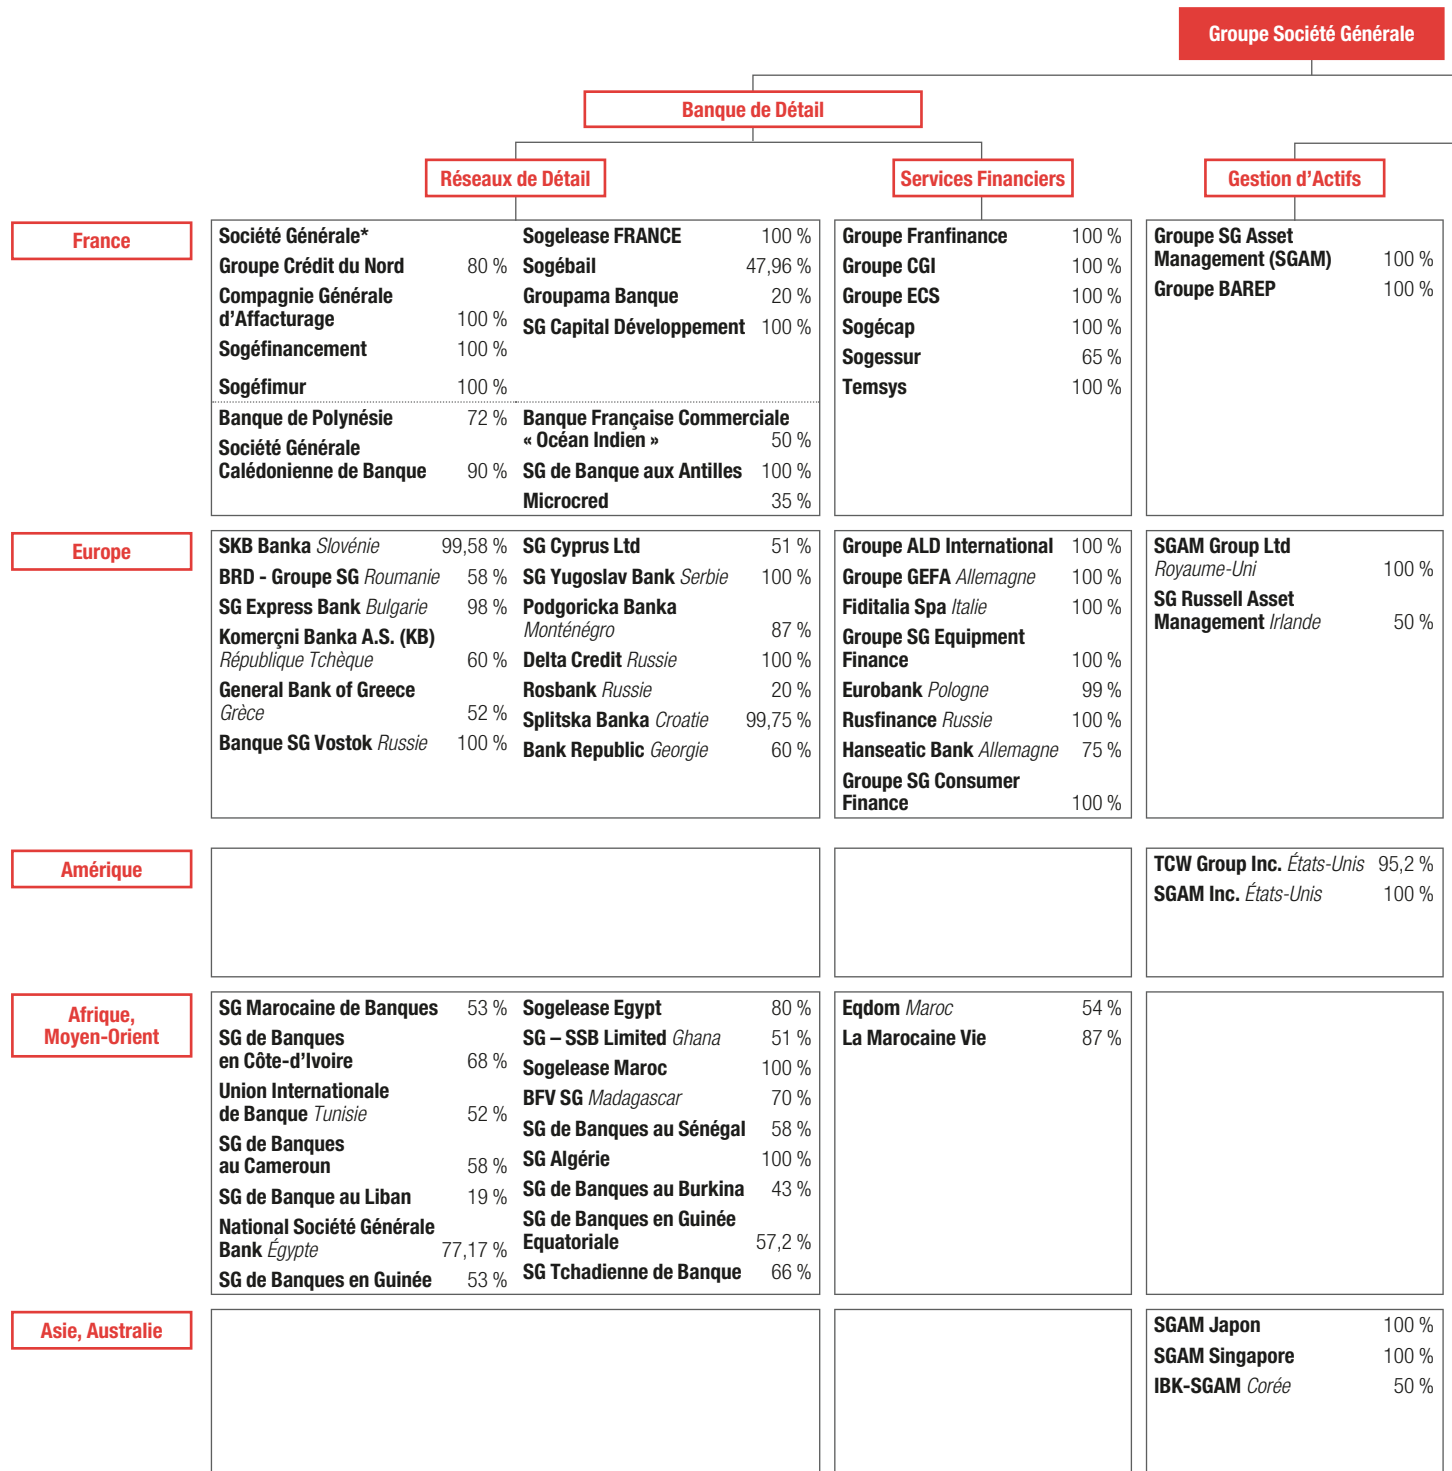 Groupe Société Générale
Banque de Détail
Réseaux de Détail
Services Financiers
Gestion d'Actifs
France
Société Générale*
Groupe Crédit du Nord 80 %
Compagnie Générale
d'Affacturage 100 %
Sogéfinancement 100 %
Sogéfimur 100 %
Sogelease FRANCE 100 %
Sogébail 47,96 %
Groupama Banque 20 %
SG Capital Développement 100 %
Banque de Polynésie 72 %
Société Générale
Calédonienne de Banque 90 %
Banque Française Commerciale
« Océan Indien » 50 %
SG de Banque aux Antilles 100 %
Microcred 35 %
Groupe Franfinance 100 %
Groupe CGI 100 %
Groupe ECS 100 %
Sogécap 100 %
Sogessur 65 %
Temsys 100 %
Groupe SG Asset
Management (SGAM) 100 %
Groupe BAREP 100 %
Europe
SKB Banka Slovénie 99,58 %
BRD - Groupe SG Roumanie 58 %
SG Express Bank Bulgarie 98 %
Komerçni Banka A.S. (KB)
République Tchèque 60 %
General Bank of Greece
Grèce 52 %
Banque SG Vostok Russie 100 %
SG Cyprus Ltd 51 %
SG Yugoslav Bank Serbie 100 %
Podgoricka Banka
Monténégro 87 %
Delta Credit Russie 100 %
Rosbank Russie 20 %
Splitska Banka Croatie 99,75 %
Bank Republic Georgie 60 %
Groupe ALD International 100 %
Groupe GEFA Allemagne 100 %
Fiditalia Spa Italie 100 %
Groupe SG Equipment
Finance 100 %
Eurobank Pologne 99 %
Rusfinance Russie 100 %
Hanseatic Bank Allemagne 75 %
Groupe SG Consumer
Finance 100 %
SGAM Group Ltd
Royaume-Uni 100 %
SG Russell Asset
Management Irlande 50 %
Amérique
TCW Group Inc. États-Unis 95,2 %
SGAM Inc. États-Unis 100 %
Afrique,
Moyen-Orient
SG Marocaine de Banques 53 %
SG de Banques
en Côte-d'Ivoire 68 %
Union Internationale
de Banque Tunisie 52 %
SG de Banques
au Cameroun 58 %
SG de Banque au Liban 19 %
National Société Générale
Bank Égypte 77,17 %
SG de Banques en Guinée 53 %
Sogelease Egypt 80 %
SG – SSB Limited Ghana 51 %
Sogelease Maroc 100 %
BFV SG Madagascar 70 %
SG de Banques au Sénégal 58 %
SG Algérie 100 %
SG de Banques au Burkina 43 %
SG de Banques en Guinée
Equatoriale 57,2 %
SG Tchadienne de Banque 66 %
Eqdom Maroc 54 %
La Marocaine Vie 87 %
Asie, Australie
SGAM Japon 100 %
SGAM Singapore 100 %
IBK-SGAM Corée 50 %